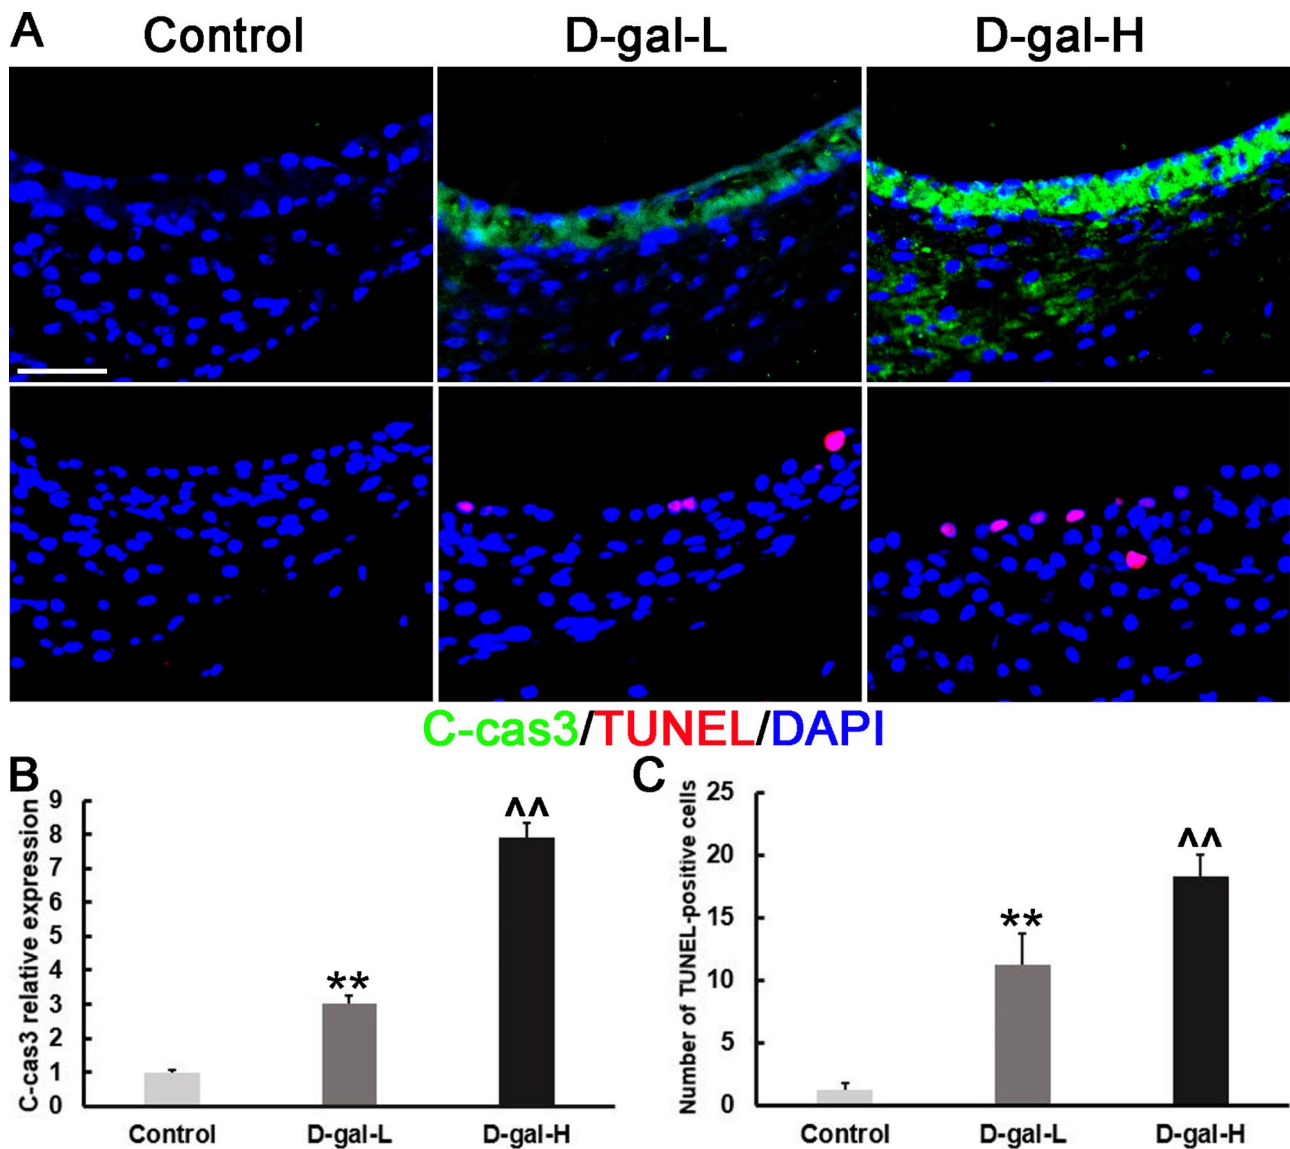 A
Control
D-gal-L
D-gal-H
C-cas3/TUNEL/DAPI
B
C-cas3 relative expression
9
8
7
6
5
4
3
2
1
0
**
^^
Control
D-gal-L
D-gal-H
C
Number of TUNEL-positive cells
25
20
15
10
5
0
**
^^
Control
D-gal-L
D-gal-H